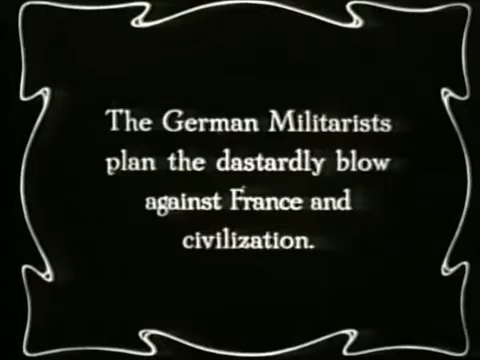 The German Militarists
plan the dastardly blow
against France and
civilization.